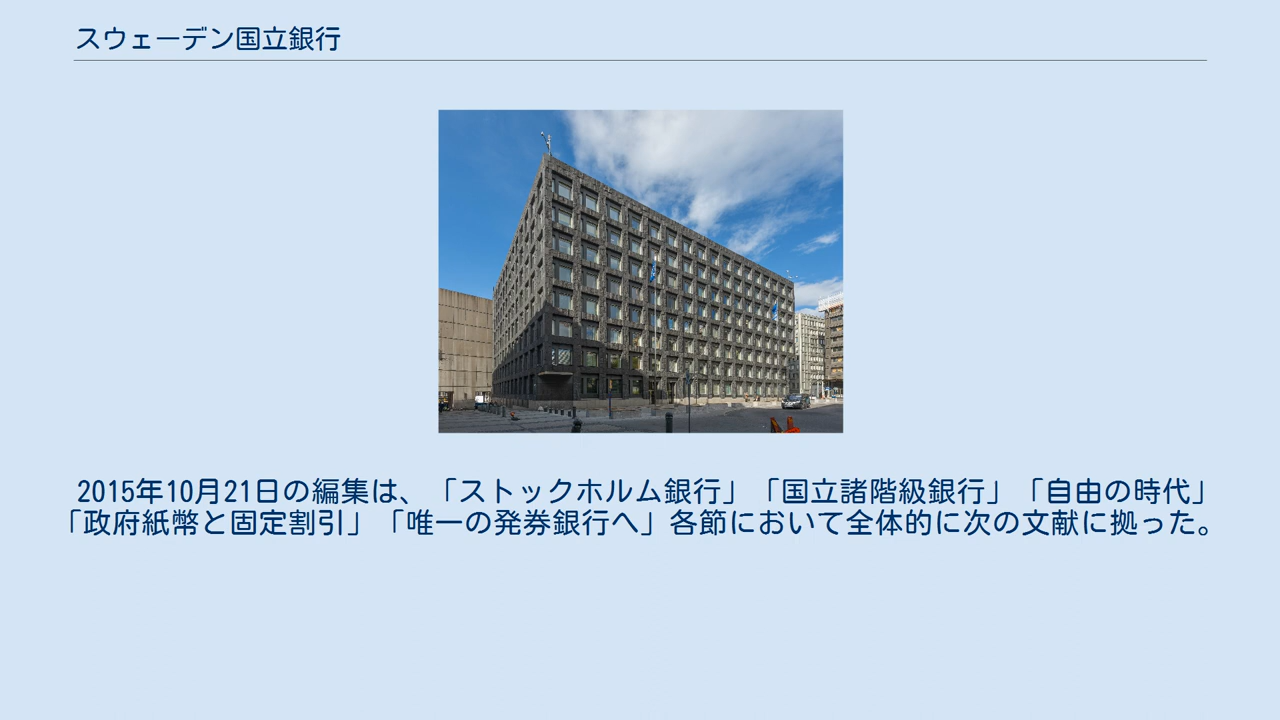 スウェーデン国立銀行
2015年10月21日の編集は、「ストックホルム銀行」「国立諸階級銀行」「自由の時代」
「政府紙幣と固定割引」「唯一の発券銀行へ」各節において全体的に次の文献に拠った。